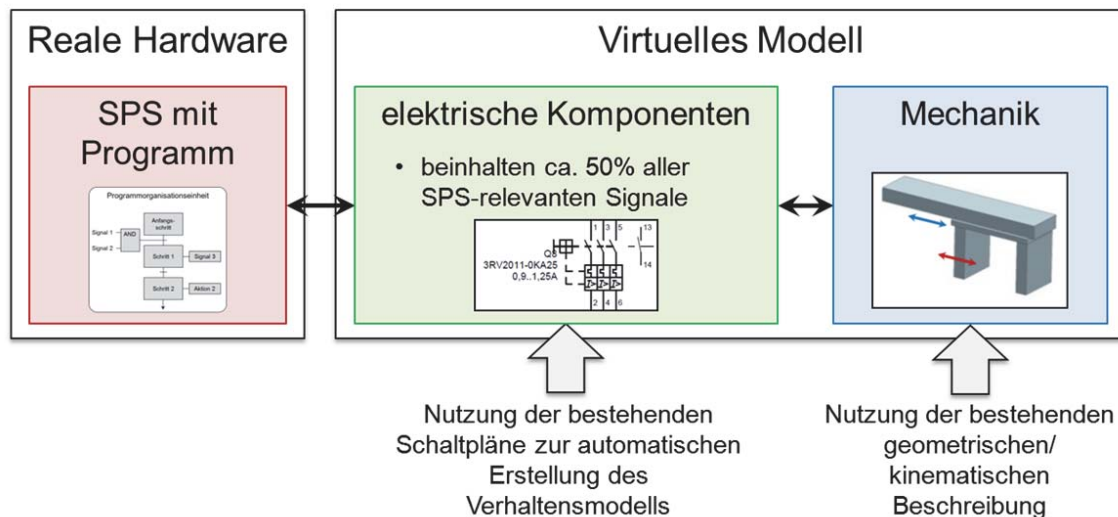 Reale Hardware
SPS mit
Programm
Programmorganisationseinheit
Signal 1
Signal 2
AND
Anfangs-
schritt
Schritt 1
Signal 3
Schritt 2
Aktion 2
Virtuelles Modell
elektrische Komponenten
• beinhalten ca. 50% aller
SPS-relevanten Signale
1 3 5 13
Q8
3RV2011-0KA25
0,9..1,25A
14
2 4 6
Mechanik
Nutzung der bestehenden
Schaltpläne zur automatischen
Erstellung des
Verhaltensmodells
Nutzung der bestehenden
geometrischen/
kinematischen
Beschreibung